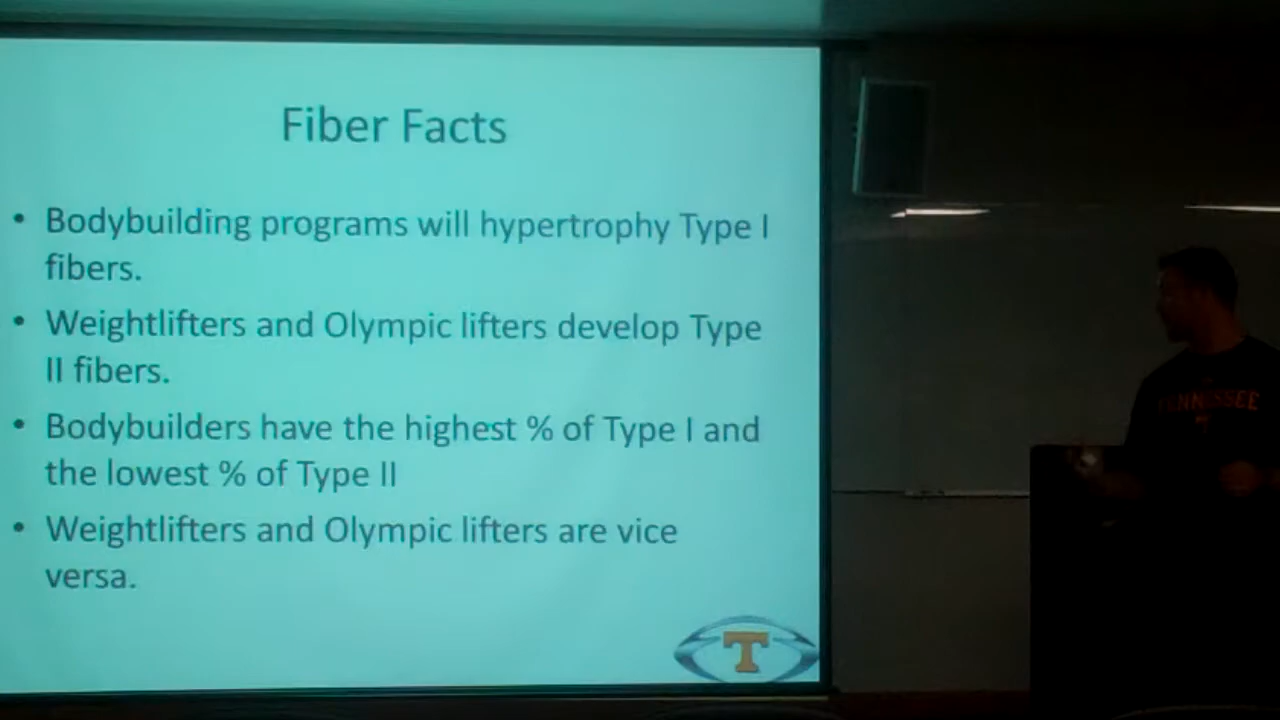 Fiber Facts
• Bodybuilding programs will hypertrophy Type I
fibers.
• Weightlifters and Olympic lifters develop Type
II fibers.
• Bodybuilders have the highest % of Type I and
the lowest % of Type II
• Weightlifters and Olympic lifters are vice
versa.
T
TENNESSEE